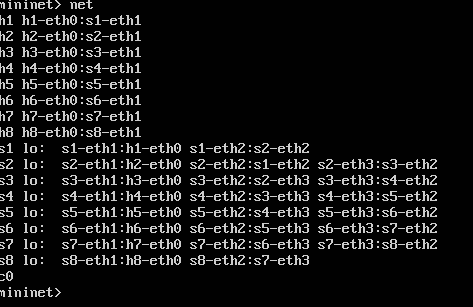 mininet> net
h1 h1-eth0:s1-eth1
h2 h2-eth0:s2-eth1
h3 h3-eth0:s3-eth1
h4 h4-eth0:s4-eth1
h5 h5-eth0:s5-eth1
h6 h6-eth0:s6-eth1
h7 h7-eth0:s7-eth1
h8 h8-eth0:s8-eth1
s1 lo:  s1-eth1:h1-eth0 s1-eth2:s2-eth2
s2 lo:  s2-eth1:h2-eth0 s2-eth2:s1-eth2 s2-eth3:s3-eth2
s3 lo:  s3-eth1:h3-eth0 s3-eth2:s2-eth3 s3-eth3:s4-eth2
s4 lo:  s4-eth1:h4-eth0 s4-eth2:s3-eth3 s4-eth3:s5-eth2
s5 lo:  s5-eth1:h5-eth0 s5-eth2:s4-eth3 s5-eth3:s6-eth2
s6 lo:  s6-eth1:h6-eth0 s6-eth2:s5-eth3 s6-eth3:s7-eth2
s7 lo:  s7-eth1:h7-eth0 s7-eth2:s6-eth3 s7-eth3:s8-eth2
s8 lo:  s8-eth1:h8-eth0 s8-eth2:s7-eth3
c0
mininet>